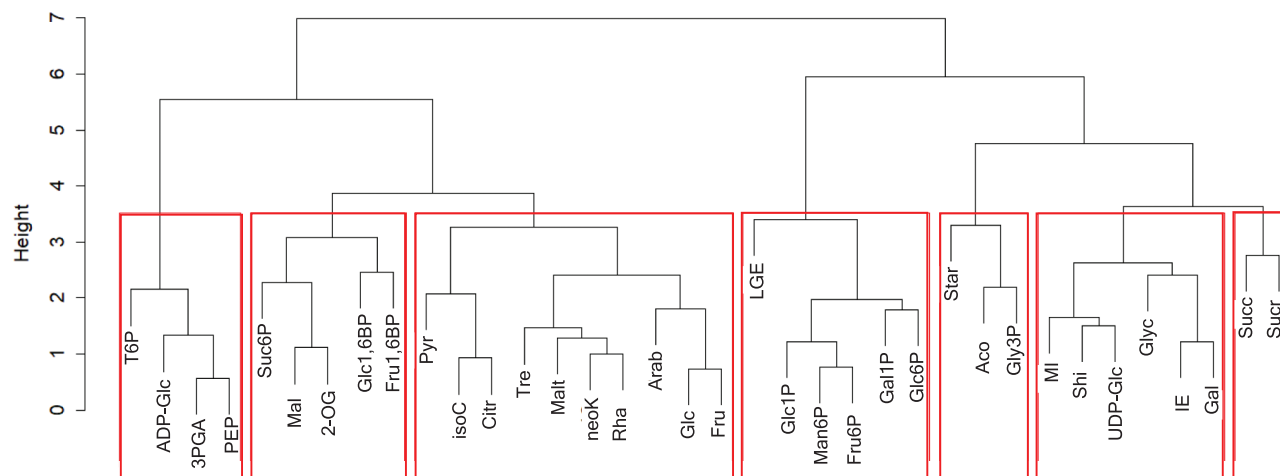 7
6
5
4
3
2
1
0
Height
T6P
ADP-Glc
3PGA
PEP
Suc6P
Mal
2-OG
Glc1,6BP
Fru1,6BP
Pyr
isoC
Citr
Tre
Malt
neoK
Rha
Arab
Glc
Fru
LGE
Glc1P
Man6P
Fru6P
Gal1P
Glc6P
Star
Aco
Gly3P
MI
Shi
UDP-Glc
Glyc
IE
Gal
Succ
Sucr